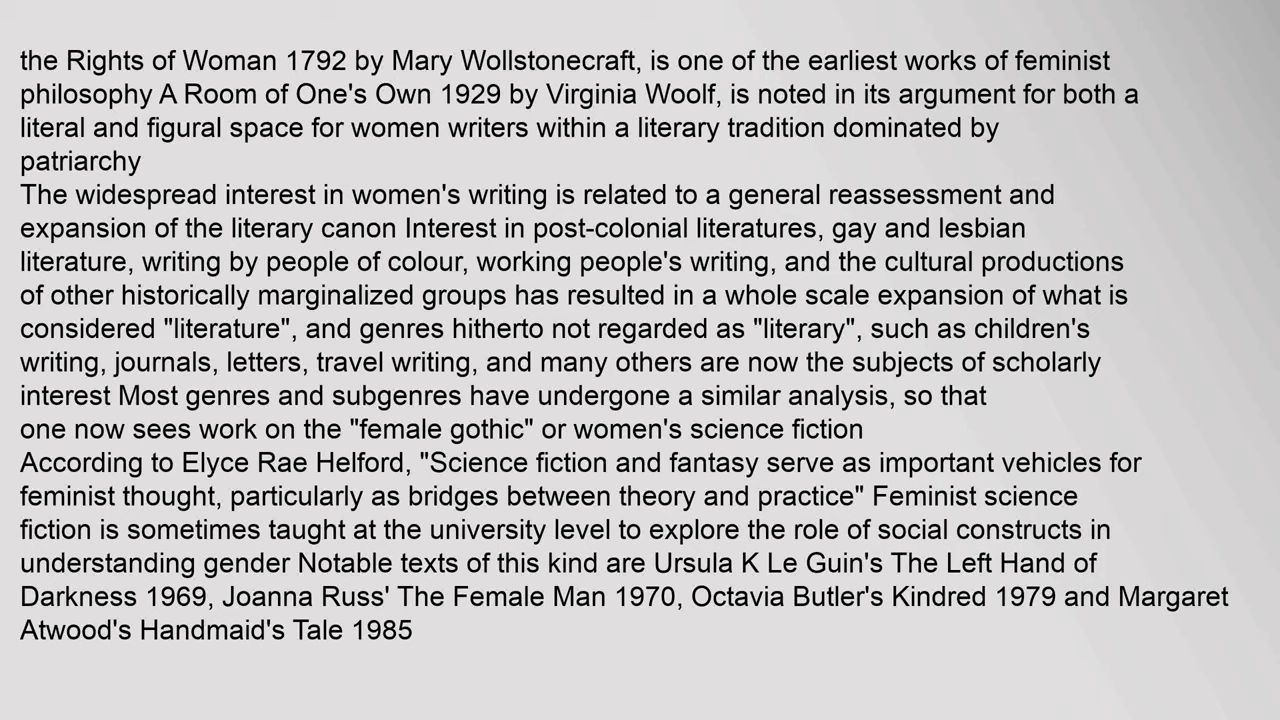 the Rights of Woman 1792 by Mary Wollstonecraft, is one of the earliest works of feminist
philosophy A Room of One's Own 1929 by Virginia Woolf, is noted in its argument for both a
literal and figural space for women writers within a literary tradition dominated by
patriarchy
The widespread interest in women's writing is related to a general reassessment and
expansion of the literary canon Interest in post-colonial literatures, gay and lesbian
literature, writing by people of colour, working people's writing, and the cultural productions
of other historically marginalized groups has resulted in a whole scale expansion of what is
considered "literature", and genres hitherto not regarded as "literary", such as children's
writing, journals, letters, travel writing, and many others are now the subjects of scholarly
interest Most genres and subgenres have undergone a similar analysis, so that
one now sees work on the "female gothic" or women's science fiction
According to Elyce Rae Helford, "Science fiction and fantasy serve as important vehicles for
feminist thought, particularly as bridges between theory and practice" Feminist science
fiction is sometimes taught at the university level to explore the role of social constructs in
understanding gender Notable texts of this kind are Ursula K Le Guin's The Left Hand of
Darkness 1969, Joanna Russ' The Female Man 1970, Octavia Butler's Kindred 1979 and Margaret
Atwood's Handmaid's Tale 1985